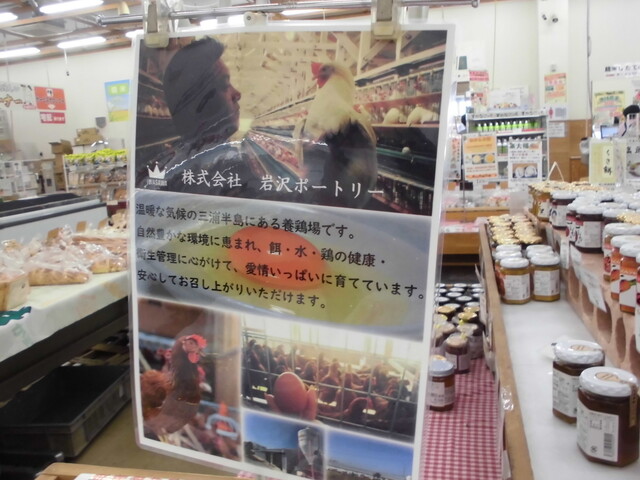 株式会社 岩沢ポートリー
温暖な気候の三浦半島にある養鶏場です。
自然豊かな環境に恵まれ、餌・水・鶏の健康・
衛生管理に心がけて、愛情いっぱいに育てています。
安心してお召し上がりいただけます。